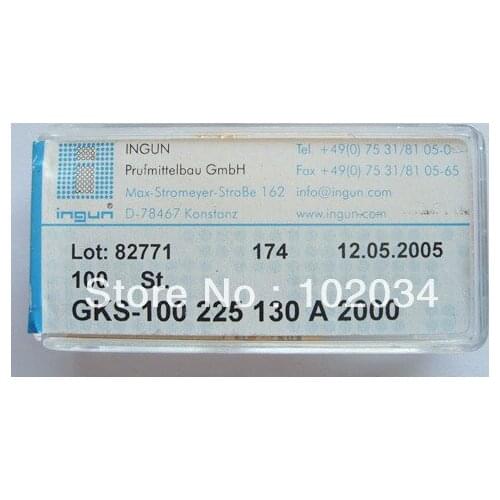 INGUN
Prufmittelbau GmbH
Max-Stromeyer-Straße 162
D-78467 Konstanz
ingun
Tel +49(0) 75 31/81 05-0
Fax +49(0) 75 31/81 05-65
info@ingun.com
www.ingun.com
Lot: 82771 174 12.05.2005
100 St.
GKS-100 225 130 A 2000
Store No: 102034